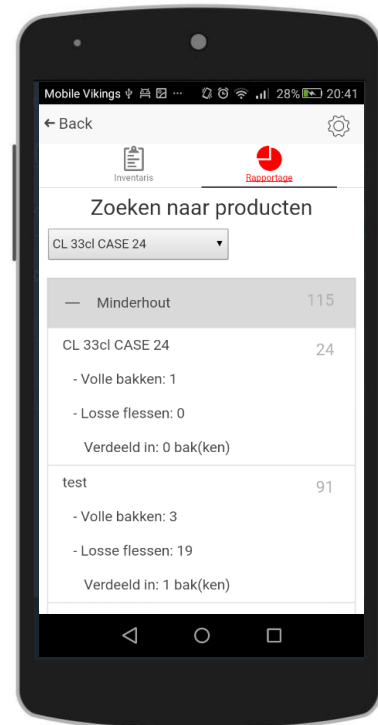 Mobile Vikings ... 28% 20:41
← Back
Inventaris Rapportage
Zoeken naar producten
CL 33cl CASE 24
— Minderhout 115
CL 33cl CASE 24 24
- Volle bakken: 1
- Losse flessen: 0
Verdeeld in: 0 bak(ken)
test 91
- Volle bakken: 3
- Losse flessen: 19
Verdeeld in: 1 bak(ken)